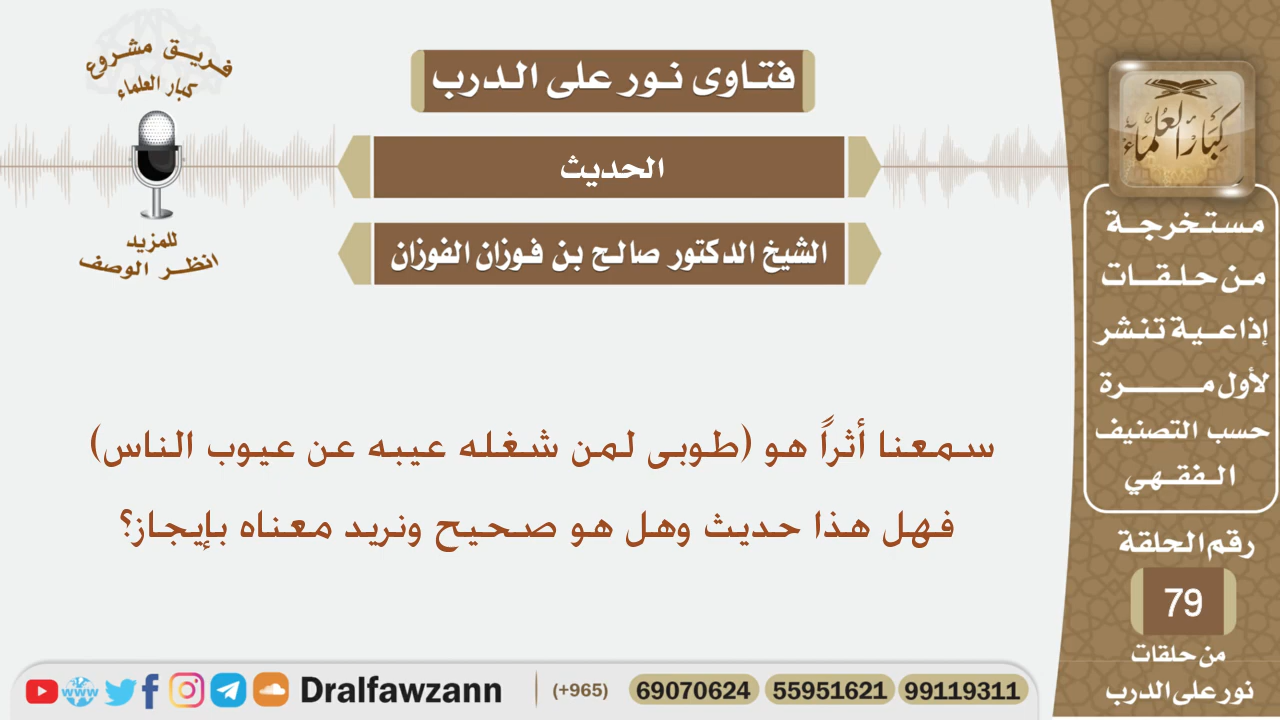 فريق مشروع
كبار العلماء
للمزيد
انظر الوصف
فتاوى نور على الدرب
الحديث
الشيخ الدكتور صالح بن فوزان الفوزان
سمعنا أثراً هو (طوبى لمن شغله عيبه عن عيوب الناس)
فهل هذا حديث وهل هو صحيح ونريد معناه بإيجاز؟
كبار العلماء
مستخرجة
من حلقات
إذاعية تنشر
لأول مرة
حسب التصنيف
الفقهي
رقم الحلقة
79
من حلقات
نور على الدرب
www Dralfawzann (+965) 69070624 55951621 99119311